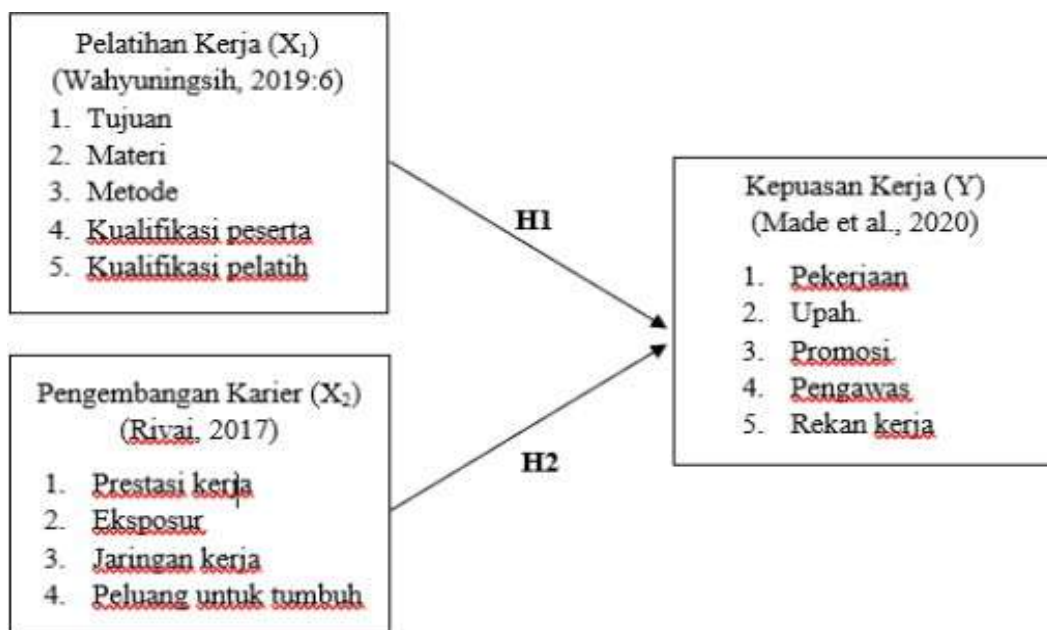 Pelatihan Kerja (X₁)
(Wahyuningsih, 2019:6)
1. Tujuan
2. Materi
3. Metode
4. Kualifikasi peserta
5. Kualifikasi pelatih
H1
Kepuasan Kerja (Y)
(Made et al., 2020)
1. Pekerjaan
2. Upah.
3. Promosi.
4. Pengawas
5. Rekan kerja
Pengembangan Karier (X₂)
(Rivai, 2017)
1. Prestasi kerja
2. Eksposur
3. Jaringan kerja
4. Peluang untuk tumbuh
H2